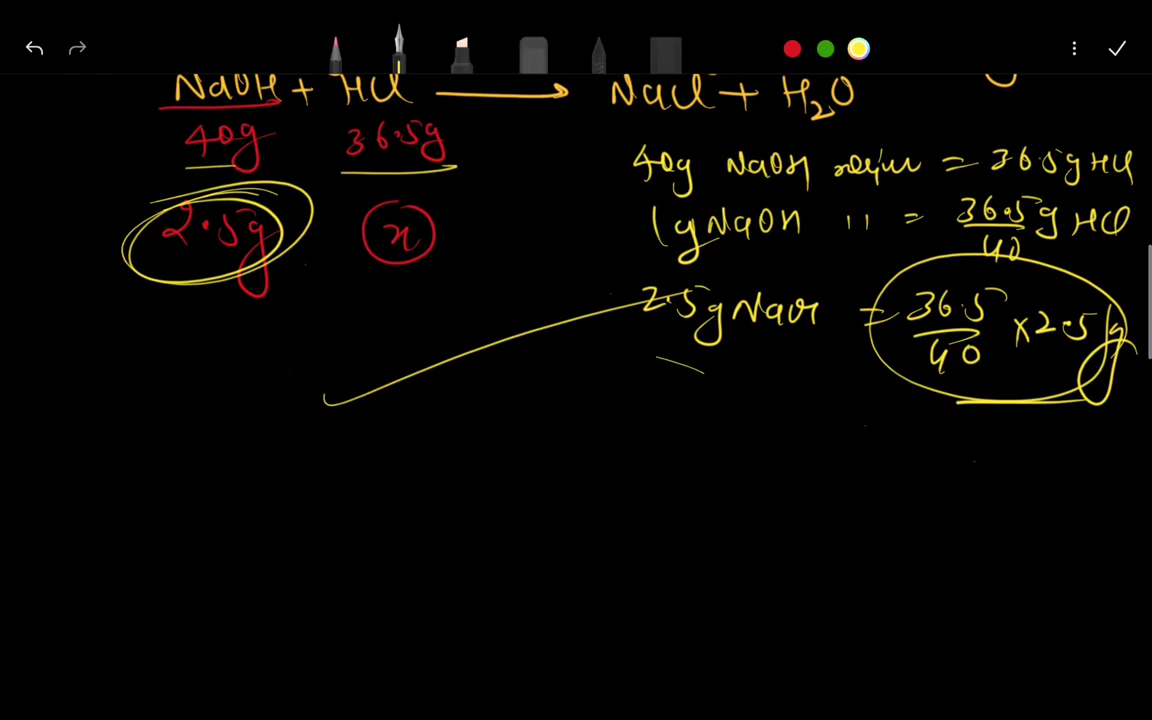 NaOH + HCl ⟶ NaCl + H₂O
40g 36.5g
2.5g x
40g NaOH = 36.5g HCl
1g NaOH 〃 = 36.5/40 g HCl
2.5g NaOH = 36.5/40 × 2.5 g